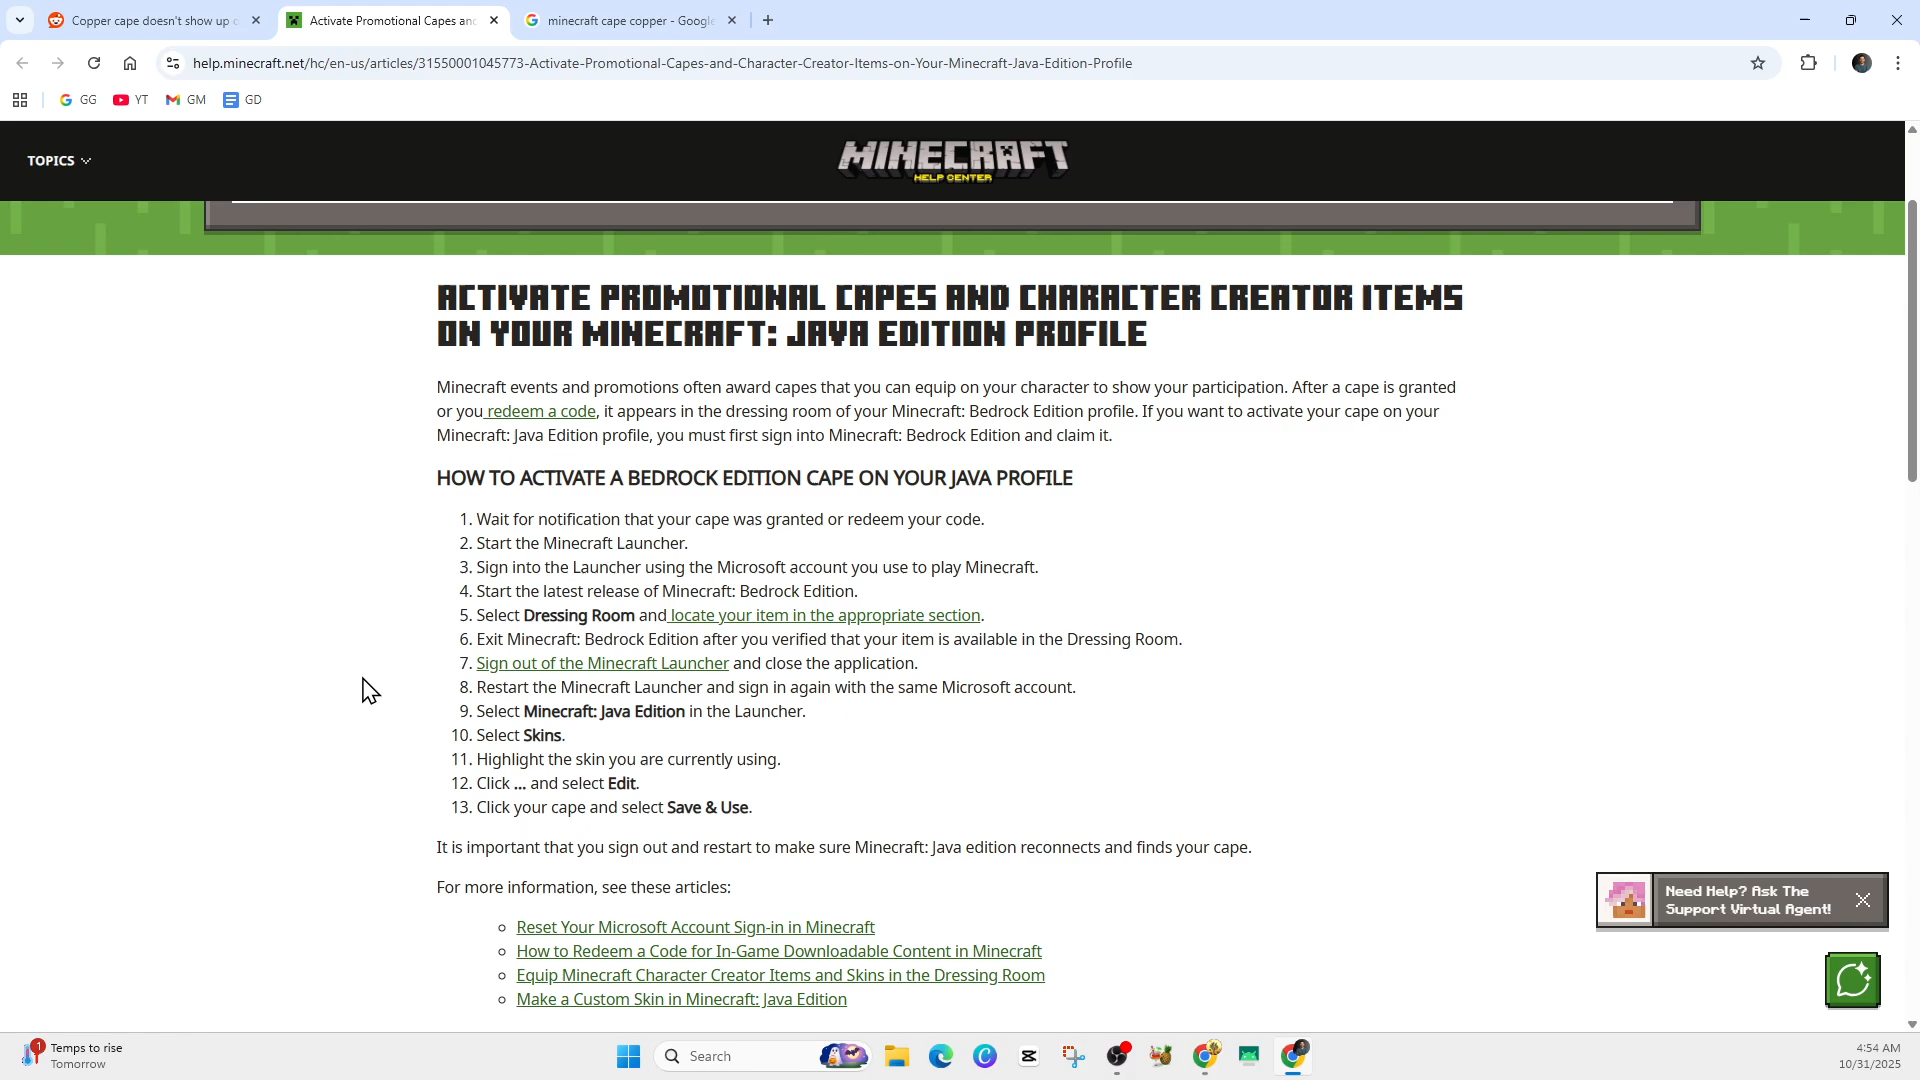 Copper cape doesn't show up o
Activate Promotional Capes and
minecraft cape copper - Google
help.minecraft.net/hc/en-us/articles/31550001045773-Activate-Promotional-Capes-and-Character-Creator-Items-on-Your-Minecraft-Java-Edition-Profile
GG
YT
GM
GD
TOPICS
MINECRAFT
HELP CENTER
ACTIVATE PROMOTIONAL CAPES AND CHARACTER CREATOR ITEMS
ON YOUR MINECRAFT: JAVA EDITION PROFILE
Minecraft events and promotions often award capes that you can equip on your character to show your participation. After a cape is granted
or you redeem a code, it appears in the dressing room of your Minecraft: Bedrock Edition profile. If you want to activate your cape on your
Minecraft: Java Edition profile, you must first sign into Minecraft: Bedrock Edition and claim it.
HOW TO ACTIVATE A BEDROCK EDITION CAPE ON YOUR JAVA PROFILE
1. Wait for notification that your cape was granted or redeem your code.
2. Start the Minecraft Launcher.
3. Sign into the Launcher using the Microsoft account you use to play Minecraft.
4. Start the latest release of Minecraft: Bedrock Edition.
5. Select Dressing Room and locate your item in the appropriate section.
6. Exit Minecraft: Bedrock Edition after you verified that your item is available in the Dressing Room.
7. Sign out of the Minecraft Launcher and close the application.
8. Restart the Minecraft Launcher and sign in again with the same Microsoft account.
9. Select Minecraft: Java Edition in the Launcher.
10. Select Skins.
11. Highlight the skin you are currently using.
12. Click ... and select Edit.
13. Click your cape and select Save & Use.
It is important that you sign out and restart to make sure Minecraft: Java edition reconnects and finds your cape.
For more information, see these articles:
Reset Your Microsoft Account Sign-in in Minecraft
How to Redeem a Code for In-Game Downloadable Content in Minecraft
Equip Minecraft Character Creator Items and Skins in the Dressing Room
Make a Custom Skin in Minecraft: Java Edition
Need Help? Ask The
Support Virtual Agent!
1
Temps to rise
Tomorrow
Search
4:54 AM
10/31/2025